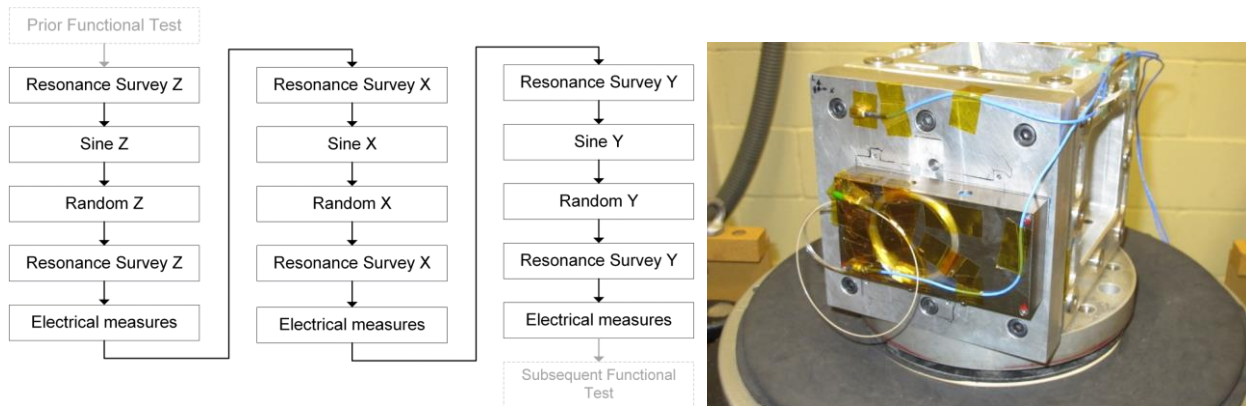 Prior Functional Test
Resonance Survey Z
Sine Z
Random Z
Resonance Survey Z
Electrical measures
Resonance Survey X
Sine X
Random X
Resonance Survey X
Electrical measures
Resonance Survey Y
Sine Y
Random Y
Resonance Survey Y
Electrical measures
Subsequent Functional
Test